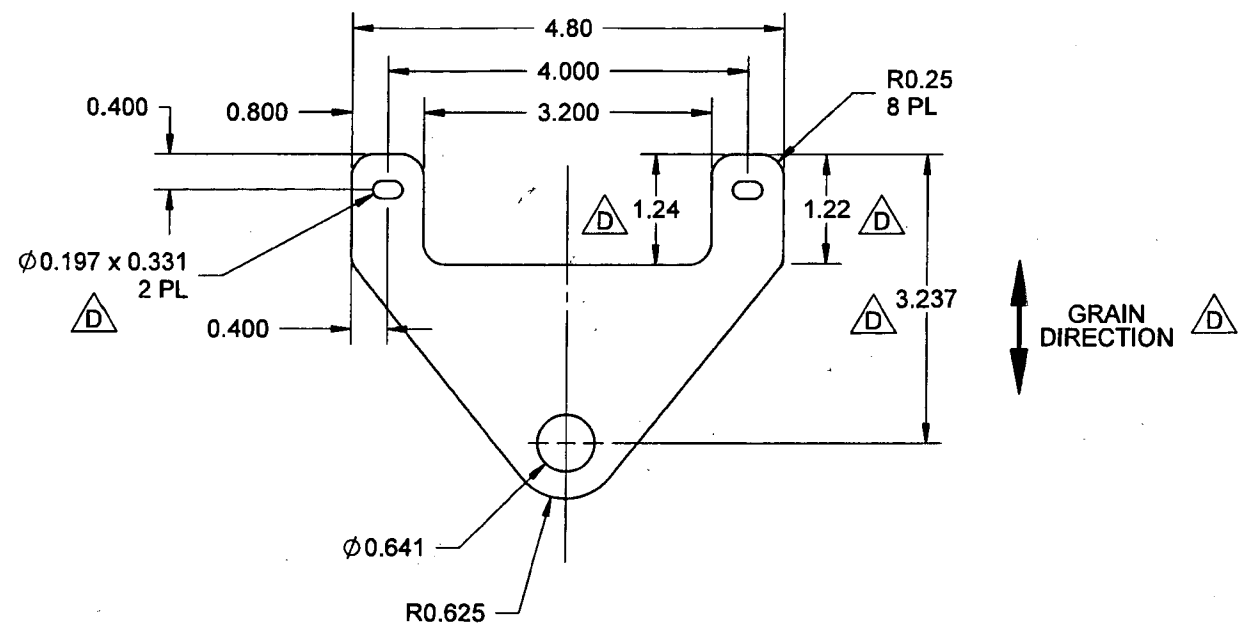 4.80
4.000
R0.25
8 PL
0.400
0.800
3.200
D
1.24
1.22
D
Ø0.197 x 0.331
2 PL
D
0.400
D
3.237
GRAIN
DIRECTION
D
Ø0.641
R0.625